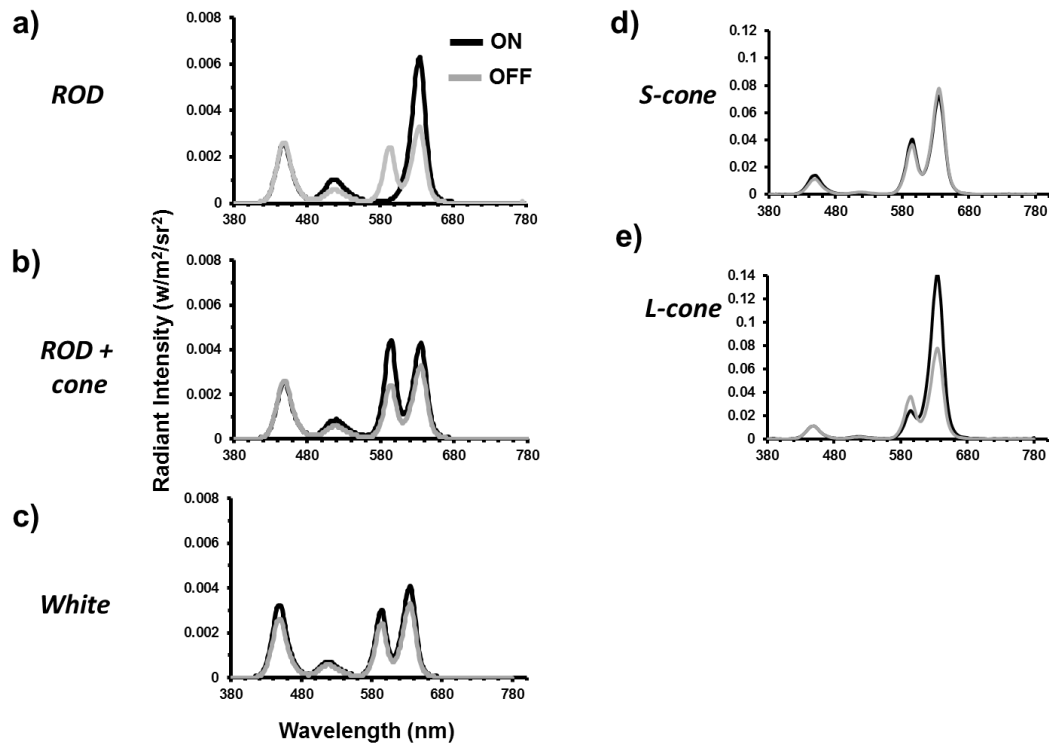 a)
ROD
ON
OFF
0.008
0.006
0.004
0.002
0
380 480 580 680 780
b)
ROD +
cone
0.008
0.006
0.004
0.002
0
380 480 580 680 780
c)
White
0.008
0.006
0.004
0.002
0
380 480 580 680 780
Radiant Intensity (w/m²/sr²)
Wavelength (nm)
d)
S-cone
0.12
0.1
0.08
0.06
0.04
0.02
0
380 480 580 680 780
e)
L-cone
0.14
0.12
0.1
0.08
0.06
0.04
0.02
0
380 480 580 680 780